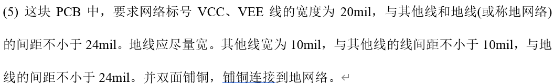 (5) 这块 PCB 中，要求网络标号 VCC、VEE 线的宽度为 20mil，与其他线和地线(或称地网络)
的间距不小于 24mil。地线应尽量宽。其他线宽为 10mil，与其他线的线间距不小于 10mil，与地
线的间距不小于 24mil。并双面铺铜，铺铜连接到地网络。↵